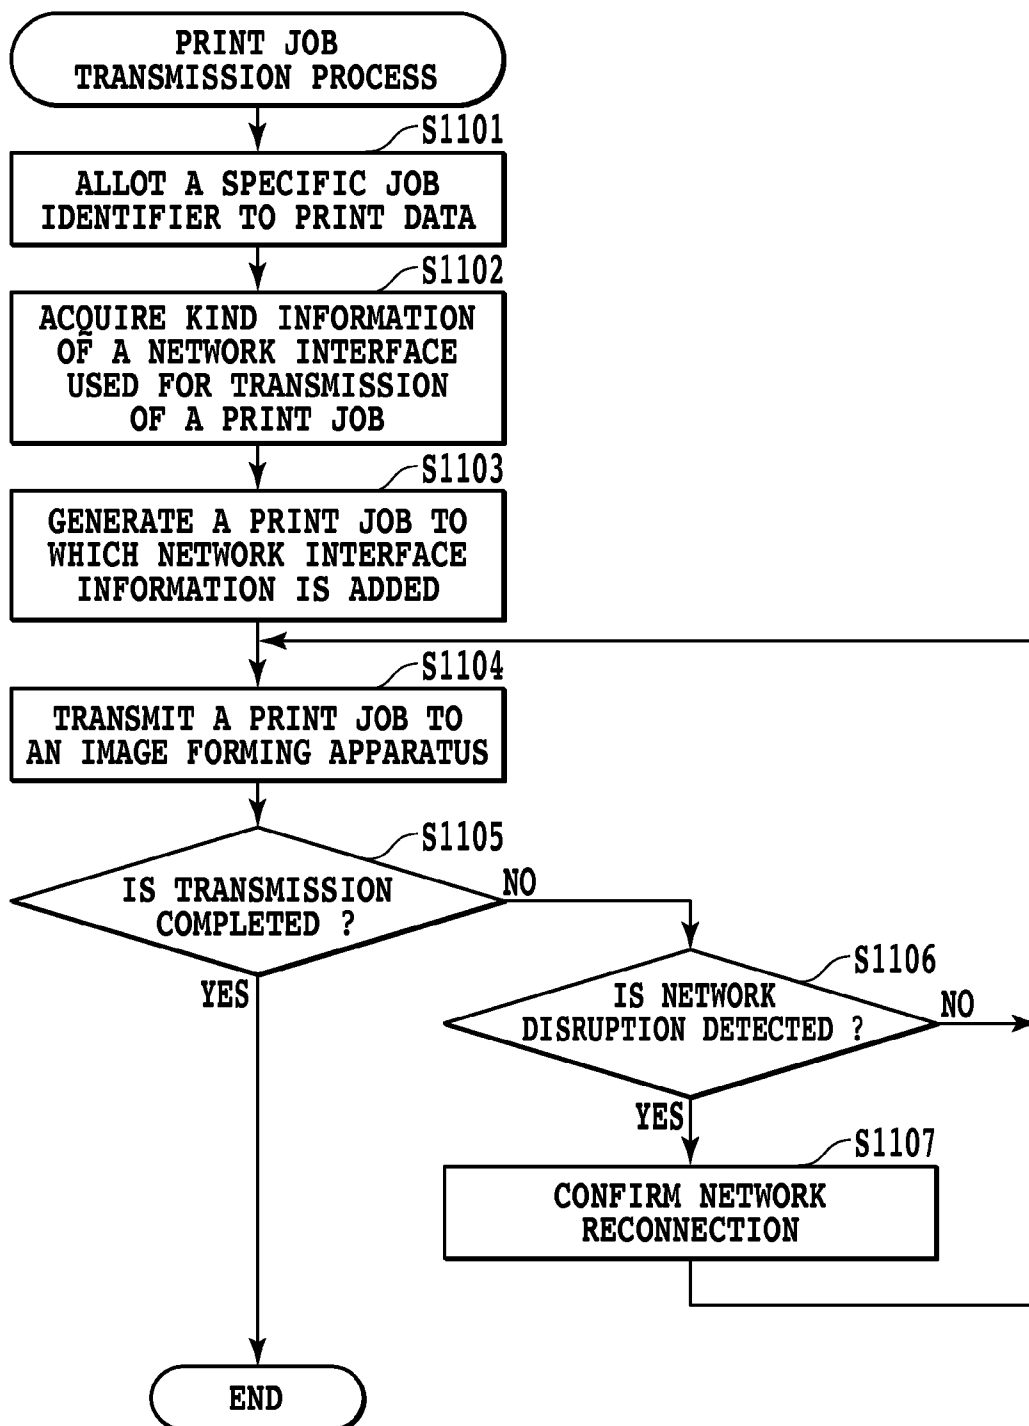 PRINT JOB
TRANSMISSION PROCESS
S1101
ALLOT A SPECIFIC JOB
IDENTIFIER TO PRINT DATA
S1102
ACQUIRE KIND INFORMATION
OF A NETWORK INTERFACE
USED FOR TRANSMISSION
OF A PRINT JOB
S1103
GENERATE A PRINT JOB TO
WHICH NETWORK INTERFACE
INFORMATION IS ADDED
S1104
TRANSMIT A PRINT JOB TO
AN IMAGE FORMING APPARATUS
S1105
IS TRANSMISSION
COMPLETED ?
NO
YES
S1106
IS NETWORK
DISRUPTION DETECTED ?
NO
YES
S1107
CONFIRM NETWORK
RECONNECTION
END